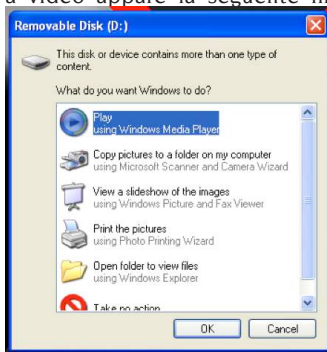 a video appare la seguente
Removable Disk (D:)
This disk or device contains more than one type of
content.
What do you want Windows to do?
Play
using Windows Media Player
Copy pictures to a folder on my computer
using Microsoft Scanner and Camera Wizard
View a slideshow of the images
using Windows Picture and Fax Viewer
Print the pictures
using Photo Printing Wizard
Open folder to view files
using Windows Explorer
Take no action
OK
Cancel